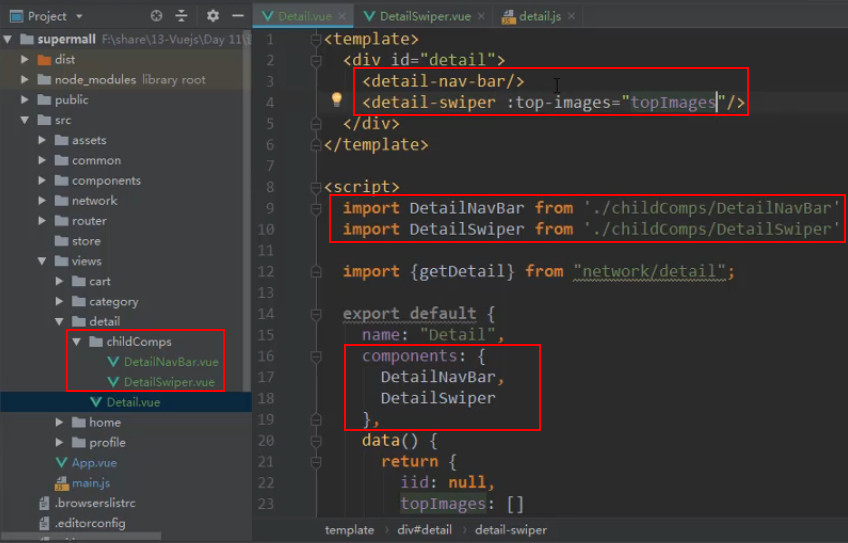 Project
supermall F:\share\13-Vuejs\Day 11\
dist
node_modules library root
public
src
assets
common
components
network
router
store
views
cart
category
detail
childComps
DetailNavBar.vue
DetailSwiper.vue
Detail.vue
home
profile
App.vue
main.js
.browserslistrc
.editorconfig
Detail.vue DetailSwiper.vue detail.js
1 <template>
2 <div id="detail">
3 <detail-nav-bar/>
4 <detail-swiper :top-images="topImages"/>
5 </div>
6 </template>
7
8 <script>
9 import DetailNavBar from './childComps/DetailNavBar'
10 import DetailSwiper from './childComps/DetailSwiper'
11
12 import {getDetail} from "network/detail";
13
14 export default {
15 name: "Detail",
16 components: {
17 DetailNavBar,
18 DetailSwiper
19 },
20 data() {
21 return {
22 iid: null,
23 topImages: []
template › div#detail › detail-swiper